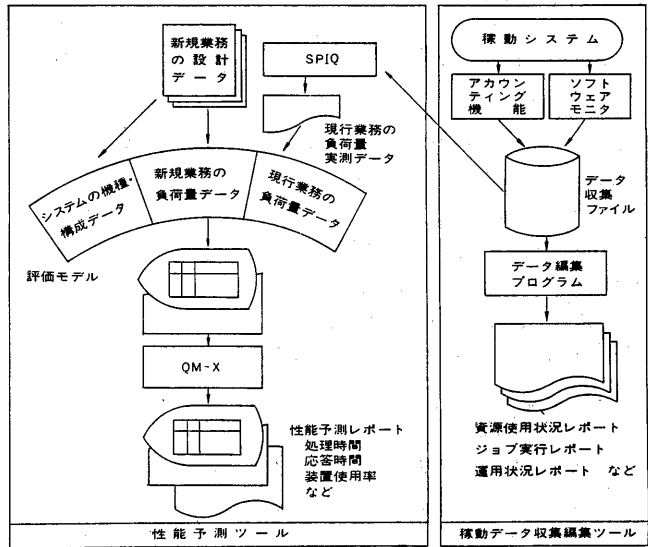 新規業務
の設計
データ
SPIQ
現行業務の
負荷量
実測データ
システムの機種・
構成データ
新規業務の
負荷量データ
現行業務の
負荷量データ
評価モデル
QM-X
性能予測レポート
処理時間
応答時間
装置使用率
など
性能予測ツール
稼動システム
アカウン
ティング
機能
ソフト
ウェア
モニタ
データ
収集
ファイル
データ編集
プログラム
資源使用状況レポート
ジョブ実行レポート
運用状況レポート など
稼動データ収集編集ツール